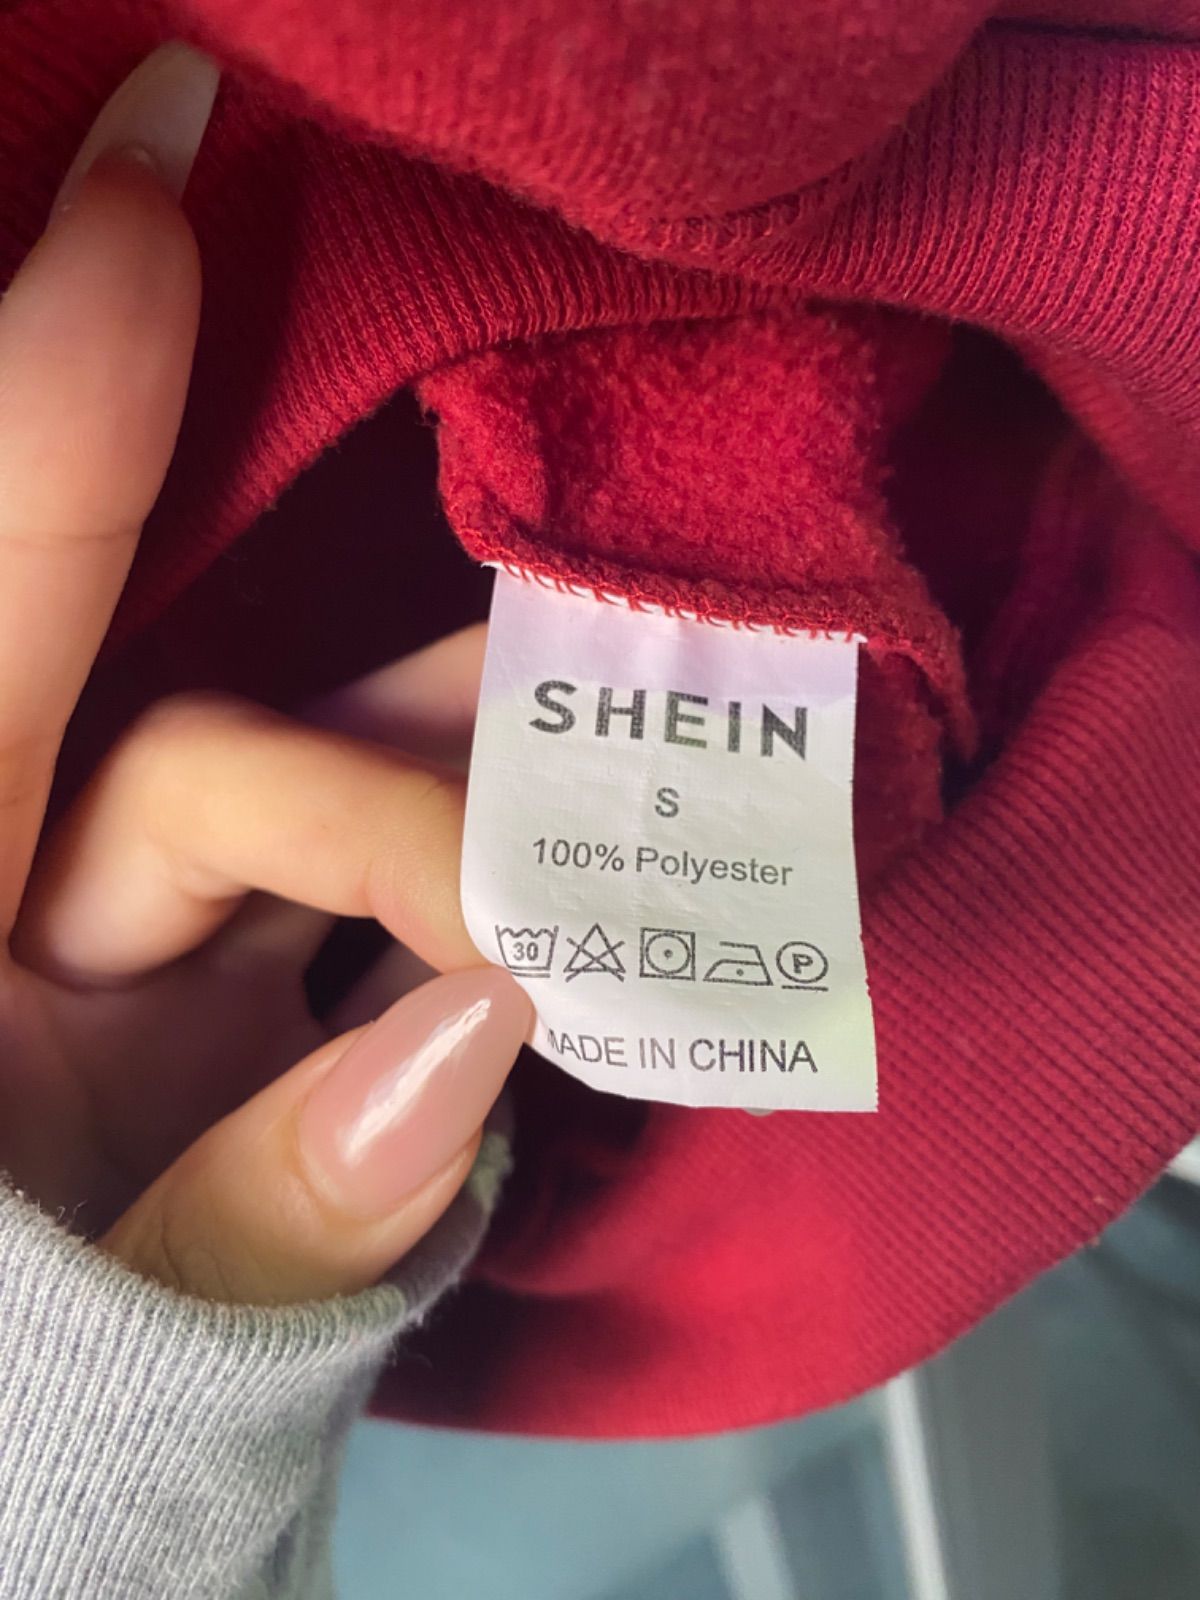 SHEIN
S
100% Polyester
30 P
MADE IN CHINA